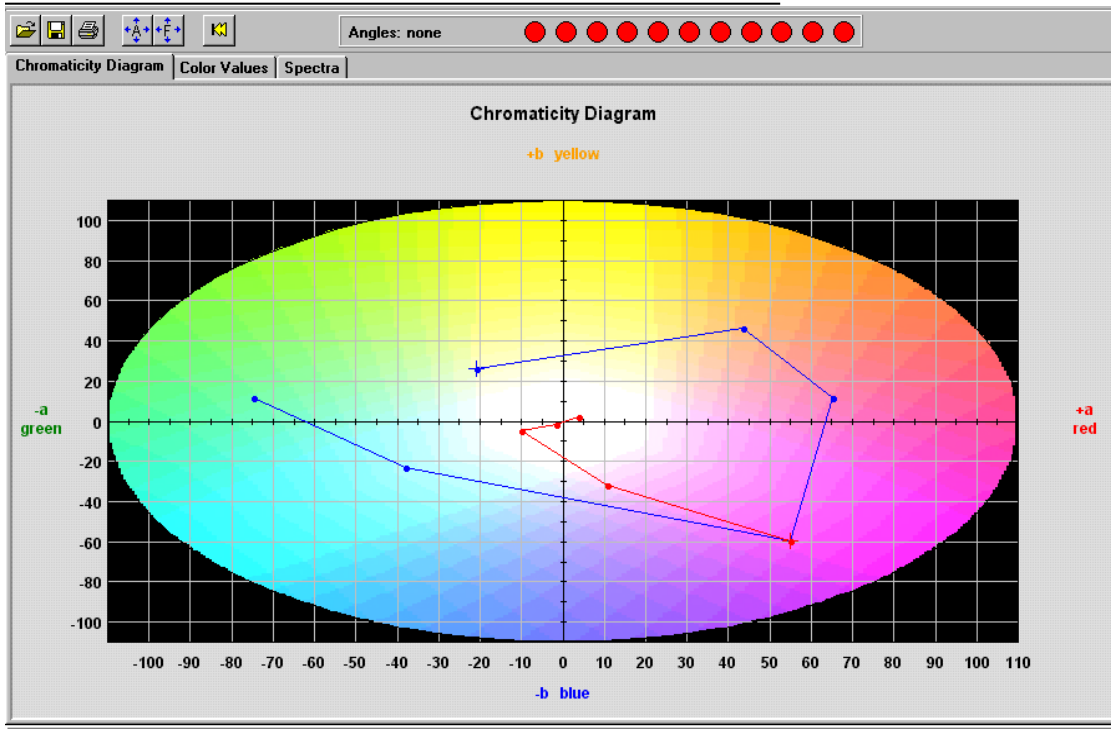 A F Angles: none
Chromaticity Diagram Color Values Spectra
Chromaticity Diagram
+b yellow
100
80
60
40
20
0
-20
-40
-60
-80
-100
-a
green
+a
red
-100 -90 -80 -70 -60 -50 -40 -30 -20 -10 0 10 20 30 40 50 60 70 80 90 100 110
-b blue